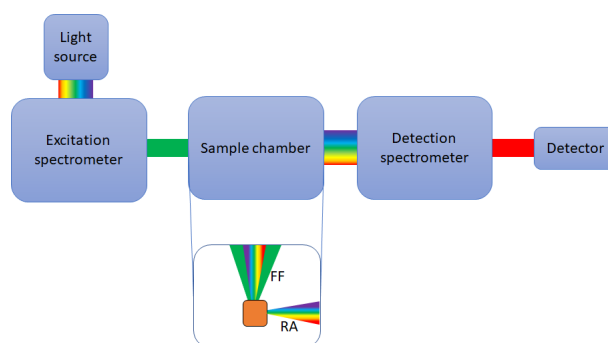 Light
source
Excitation
spectrometer
Sample chamber
Detection
spectrometer
Detector
FF
RA